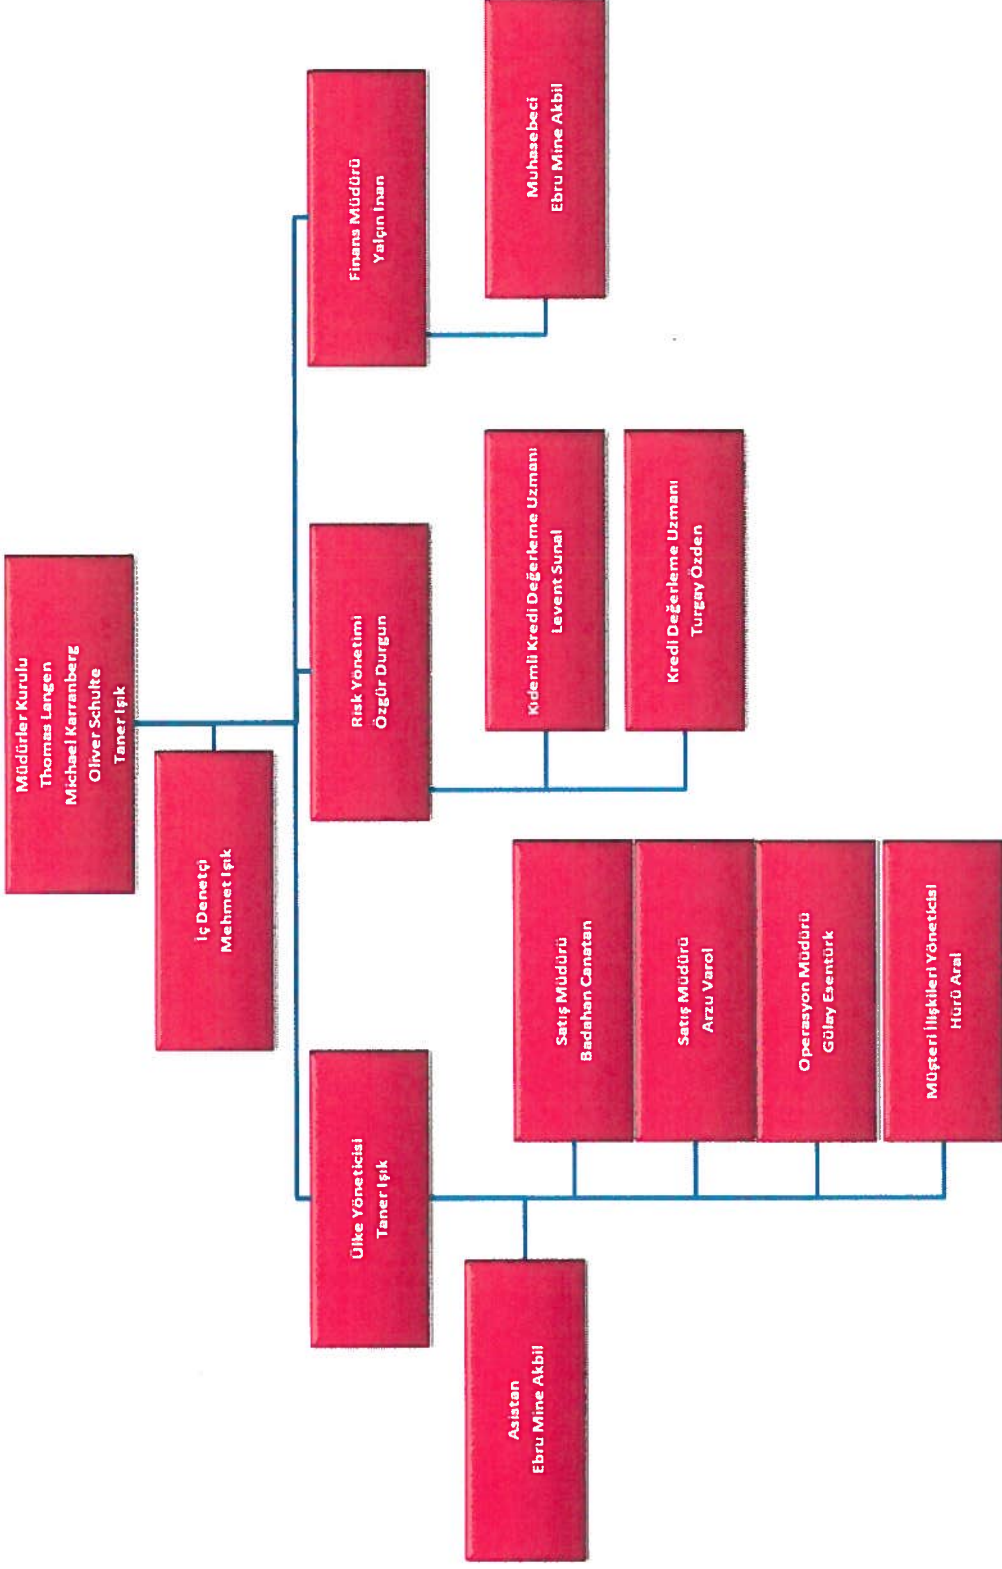 Müdürler Kurulu
Thomas Langen
Michael Karranberg
Oliver Schulte
Taner Işık
İç Denetçi
Mehmet Işık
Ülke Yöneticisi
Taner Işık
Asistan
Ebru Mine Akbil
Satış Müdürü
Badahan Canatan
Satış Müdürü
Arzu Varol
Operasyon Müdürü
Gülay Esentürk
Müşteri İlişkileri Yöneticisi
Hürü Aral
Risk Yönetimi
Özgür Durgun
Kıdemli Kredi Değerleme Uzmanı
Levent Sunal
Kredi Değerleme Uzmanı
Turgay Özden
Finans Müdürü
Yalçın İnan
Muhasebeci
Ebru Mine Akbil